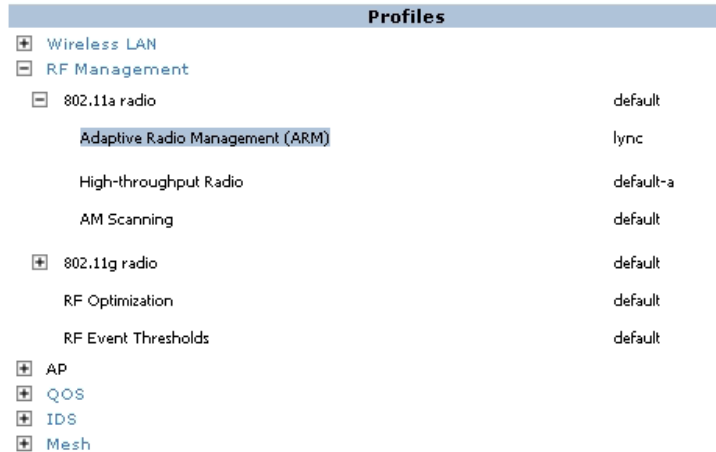 Profiles
Wireless LAN
RF Management
802.11a radio default
Adaptive Radio Management (ARM) lync
High-throughput Radio default-a
AM Scanning default
802.11g radio default
RF Optimization default
RF Event Thresholds default
AP
QOS
IDS
Mesh